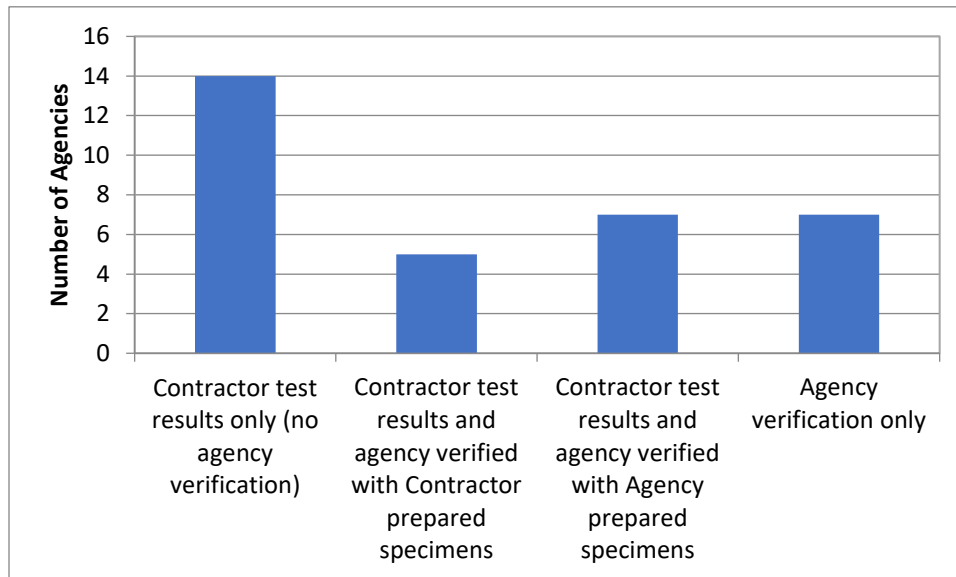 16
14
12
10
8
6
4
2
0
Number of Agencies
Contractor test
results only (no
agency
verification)
Contractor test
results and
agency verified
with Contractor
prepared
specimens
Contractor test
results and
agency verified
with Agency
prepared
specimens
Agency
verification only